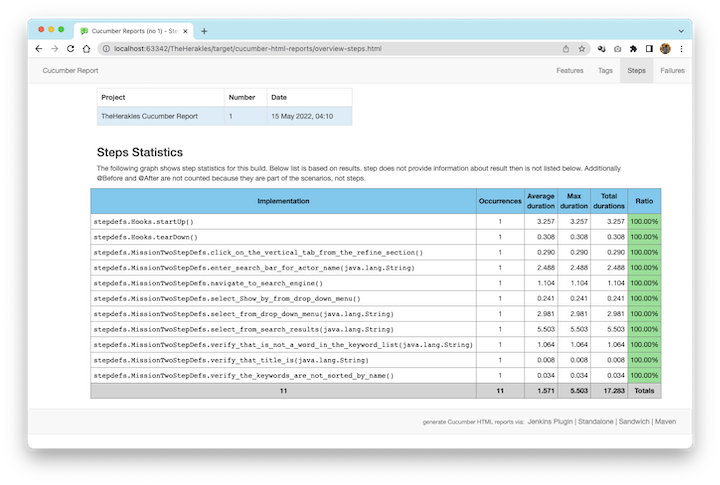 Cucumber Reports (no 1) - Ste
localhost:63342/TheHerakles/target/cucumber-html-reports/overview-steps.html
Cucumber Report Features Tags Steps Failures
Project Number Date
TheHerakles Cucumber Report 1 15 May 2022, 04:10
Steps Statistics
The following graph shows step statistics for this build. Below list is based on results. step does not provide information about result then is not listed below. Additionally
@Before and @After are not counted because they are part of the scenarios, not steps.
Implementation Occurrences Average duration Max duration Total durations Ratio
stepdefs.Hooks.startUp() 1 3.257 3.257 3.257 100.00%
stepdefs.Hooks.tearDown() 1 0.308 0.308 0.308 100.00%
stepdefs.MissionTwoStepDefs.click_on_the_vertical_tab_from_the_refine_section() 1 0.290 0.290 0.290 100.00%
stepdefs.MissionTwoStepDefs.enter_search_bar_for_actor_name(java.lang.String) 1 2.488 2.488 2.488 100.00%
stepdefs.MissionTwoStepDefs.navigate_to_search_engine() 1 1.104 1.104 1.104 100.00%
stepdefs.MissionTwoStepDefs.select_Show_by_from_drop_down_menu() 1 0.241 0.241 0.241 100.00%
stepdefs.MissionTwoStepDefs.select_from_drop_down_menu(java.lang.String) 1 2.981 2.981 2.981 100.00%
stepdefs.MissionTwoStepDefs.select_from_search_results(java.lang.String) 1 5.503 5.503 5.503 100.00%
stepdefs.MissionTwoStepDefs.verify_that_is_not_a_word_in_the_keyword_list(java.lang.String) 1 1.064 1.064 1.064 100.00%
stepdefs.MissionTwoStepDefs.verify_that_title_is(java.lang.String) 1 0.008 0.008 0.008 100.00%
stepdefs.MissionTwoStepDefs.verify_the_keywords_are_not_sorted_by_name() 1 0.034 0.034 0.034 100.00%
11 11 1.571 5.503 17.283 Totals
generate Cucumber HTML reports via: Jenkins Plugin | Standalone | Sandwich | Maven